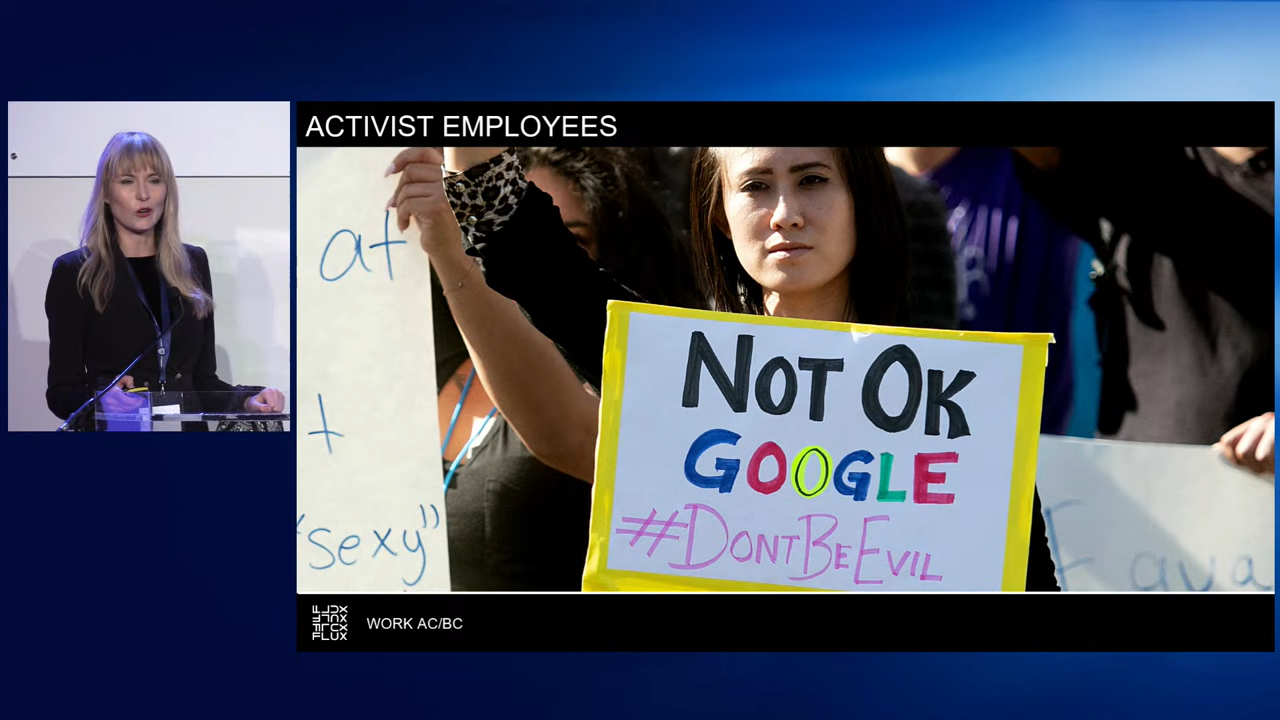 ACTIVIST EMPLOYEES
at
t
"sexy"
NOT OK
GOOGLE
#DONTBEEVIL
FLUX
WORK AC/BC